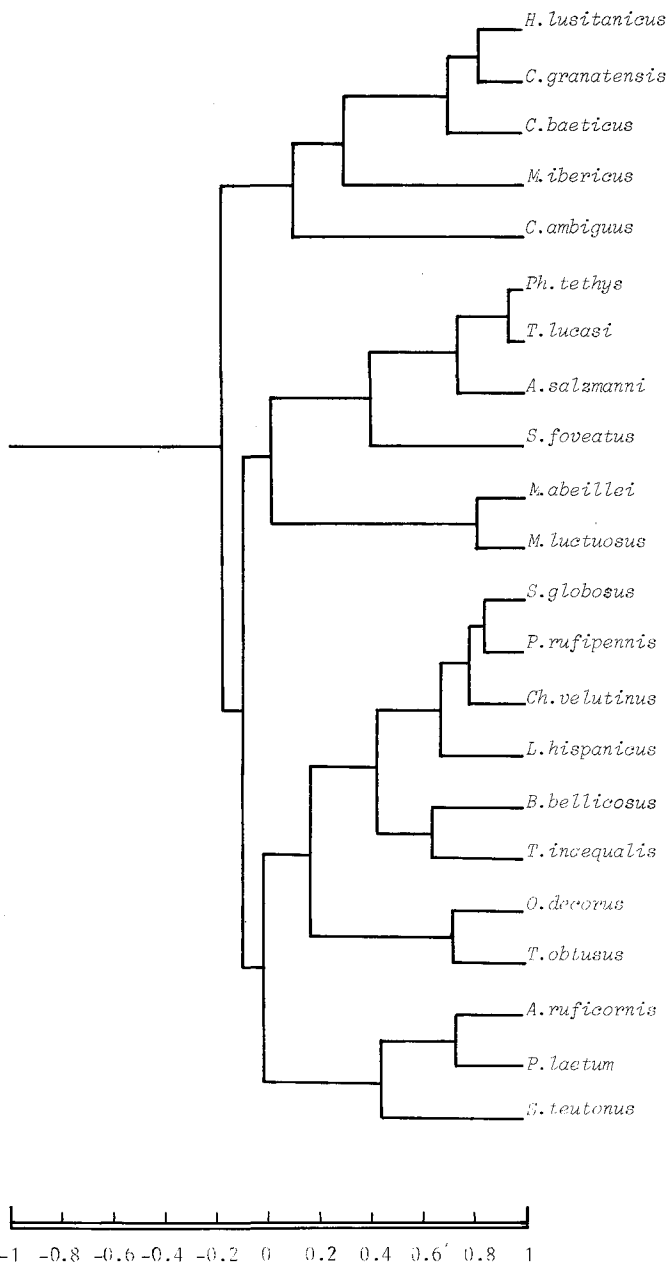 H.lusitanicus
C.granatensis
C.baeticus
M.ibericus
C.ambiguus
Ph.tethys
T.lucasi
A.salzmanni
S.foveatus
M.abeillei
M.luctuosus
S.globosus
P.rufipennis
Ch.velutinus
L.hispanicus
B.bellicosus
T.incequalis
O.decorus
T.obtusus
A.ruficornis
P.laetum
S.teutonus
-1 -0.8 -0.6 -0.4 -0.2 0 0.2 0.4 0.6 0.8 1